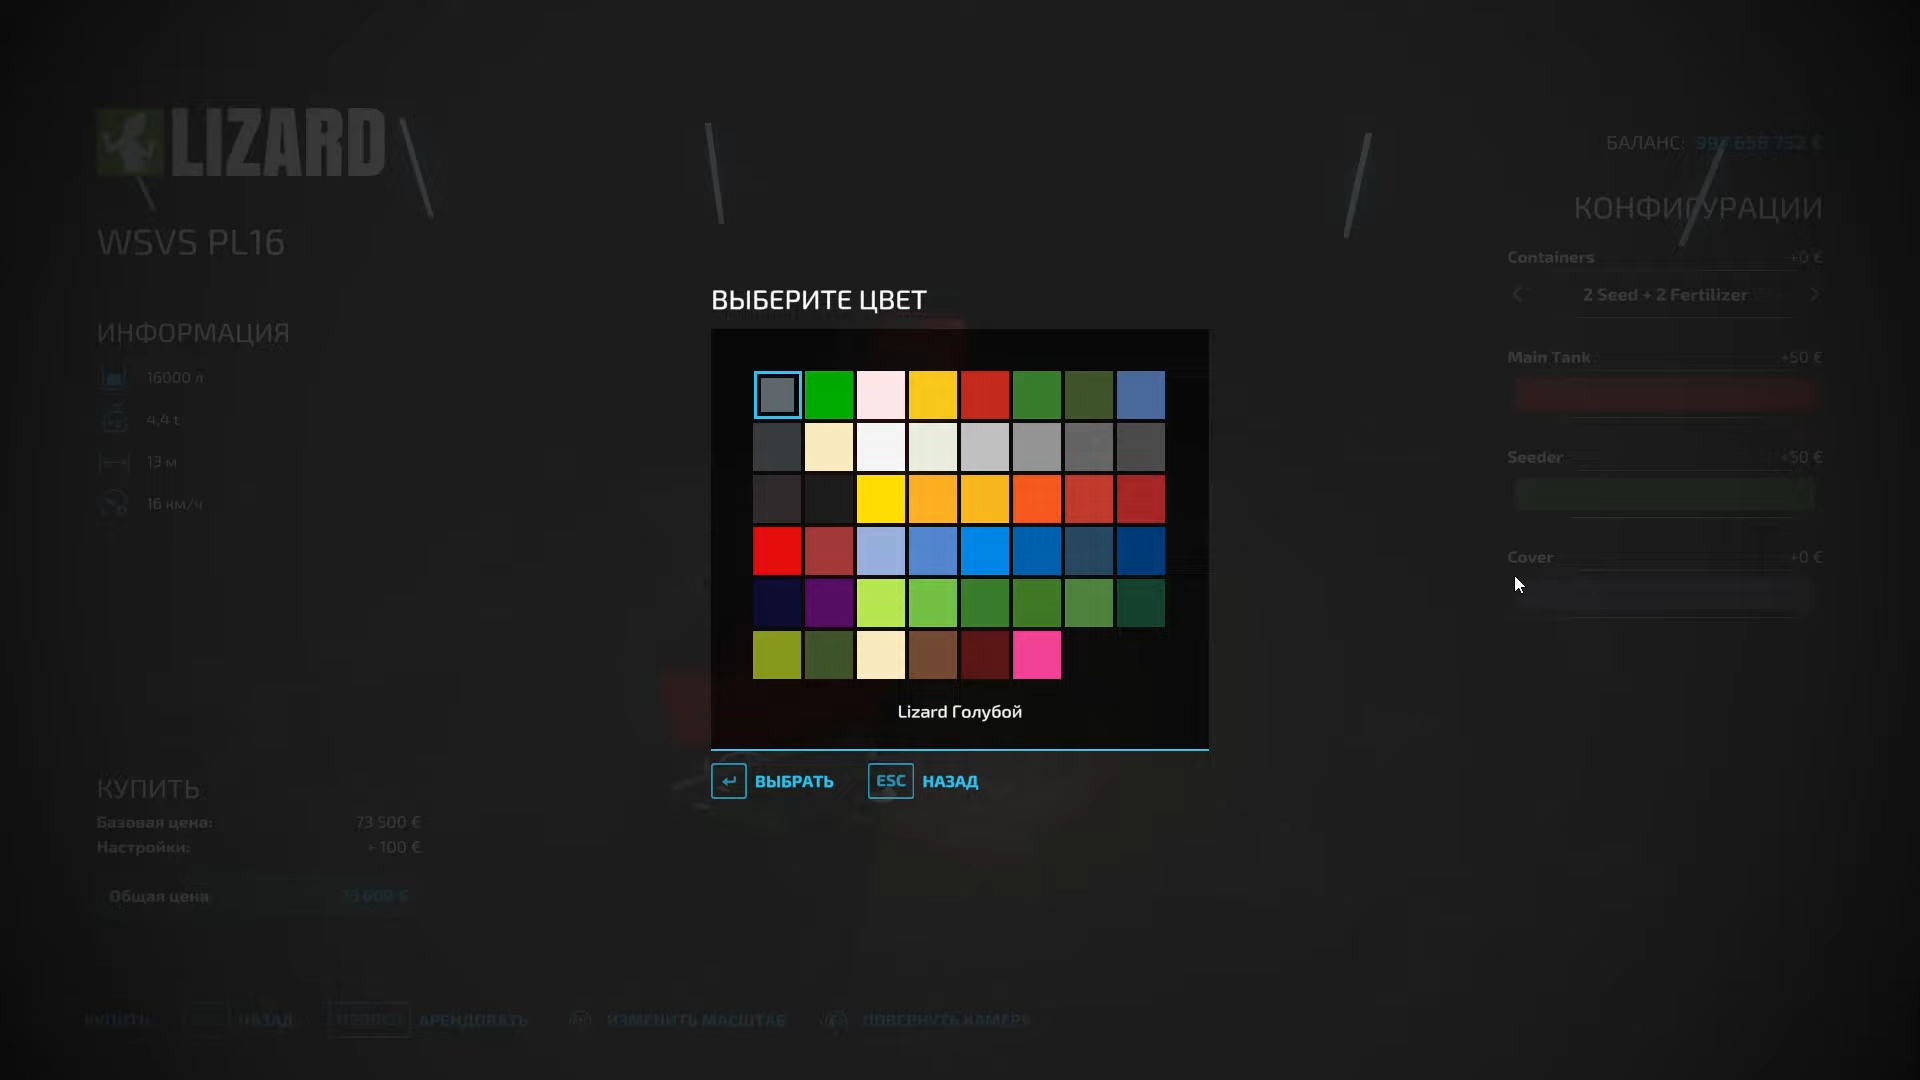 LIZARD
WSVS PL16
ИНФОРМАЦИЯ
16000 л
4,4 t
13 м
16 км/ч
КУПИТЬ
Базовая цена: 73 500 €
Настройки: + 100 €
Общая цена 73 600 €
БАЛАНС:
КОНФИГУРАЦИИ
Containers +0 €
2 Seed + 2 Fertilizer
Main Tank +50 €
Seeder +50 €
Cover +0 €
ВЫБЕРИТЕ ЦВЕТ
Lizard Голубой
ВЫБРАТЬ ESC НАЗАД
КУПИТЬ НАЗАД АРЕНДОВАТЬ ИЗМЕНИТЬ МАСШТАБ ПОВЕРНУТЬ КАМЕРУ